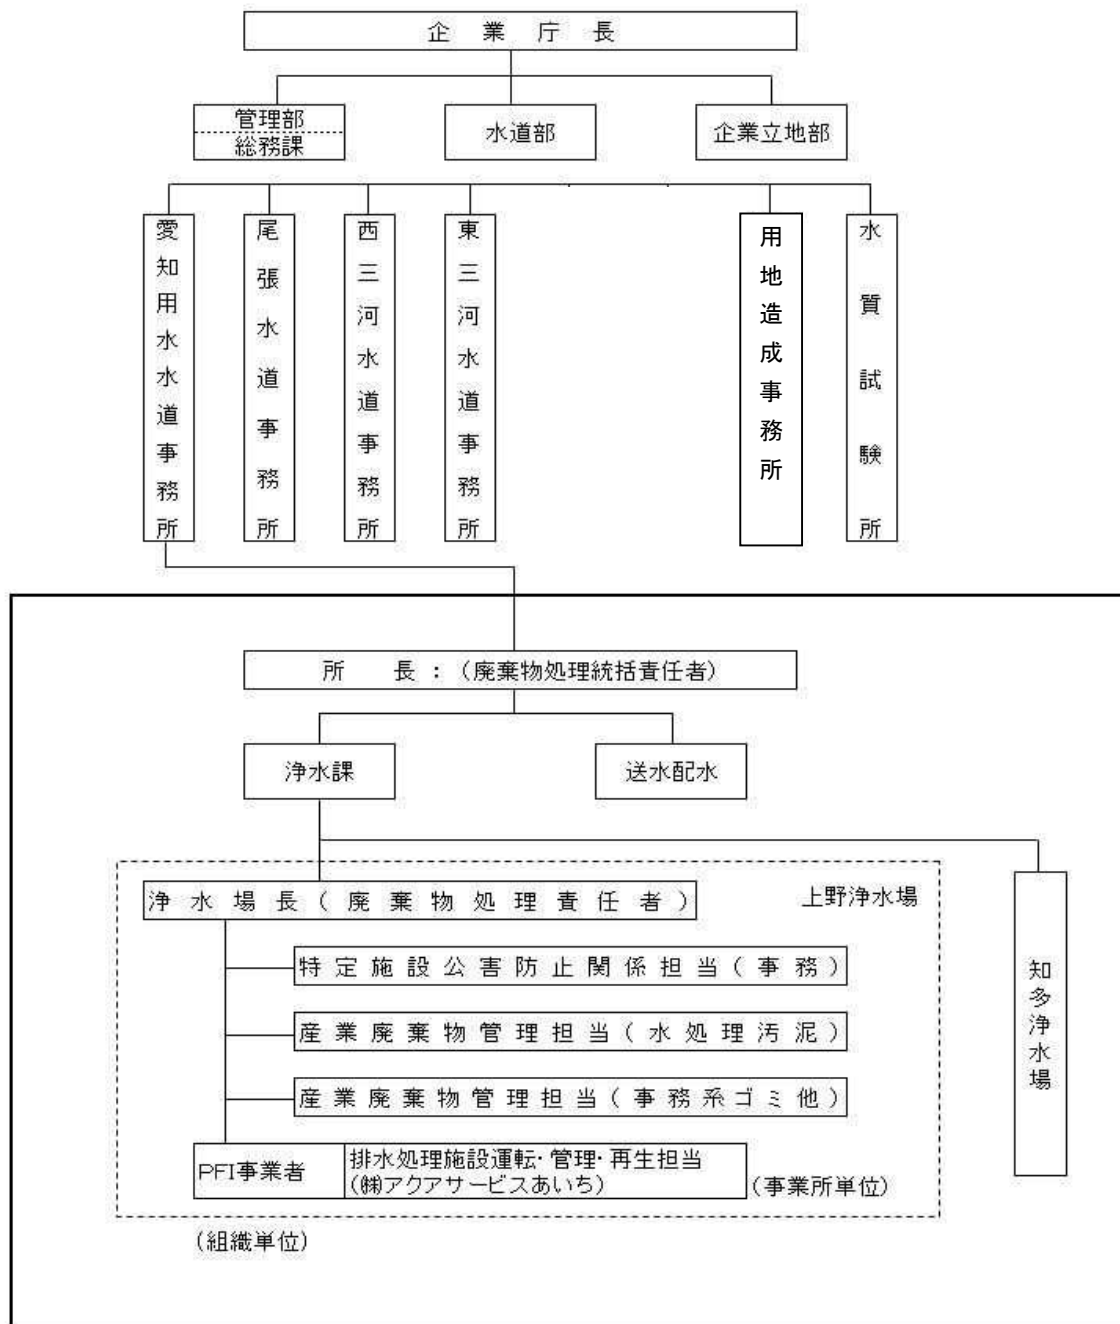 企業庁長
管理部
総務課
水道部
企業立地部
愛知用水水道事務所
尾張水道事務所
西三河水道事務所
東三河水道事務所
用地造成事務所
水質試験所
所　長：（廃棄物処理統括責任者）
浄水課
送水配水
浄水場長（廃棄物処理責任者）
上野浄水場
特定施設公害防止関係担当（事務）
産業廃棄物管理担当（水処理汚泥）
産業廃棄物管理担当（事務系ゴミ他）
PFI事業者
排水処理施設運転・管理・再生担当
（㈱アクアサービスあいち）
（事業所単位）
知多浄水場
（組織単位）